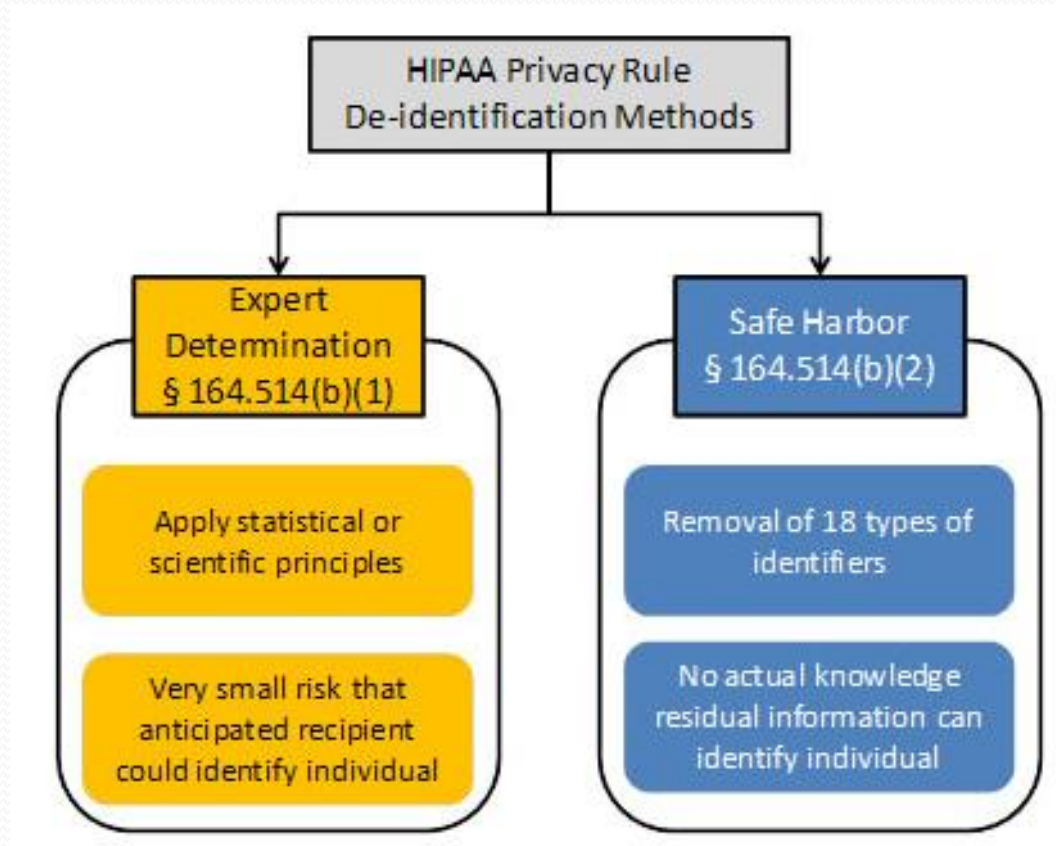 HIPAA Privacy Rule
De-identification Methods
Expert
Determination
§ 164.514(b)(1)
Apply statistical or
scientific principles
Very small risk that
anticipated recipient
could identify individual
Safe Harbor
§ 164.514(b)(2)
Removal of 18 types of
identifiers
No actual knowledge
residual information can
identify individual